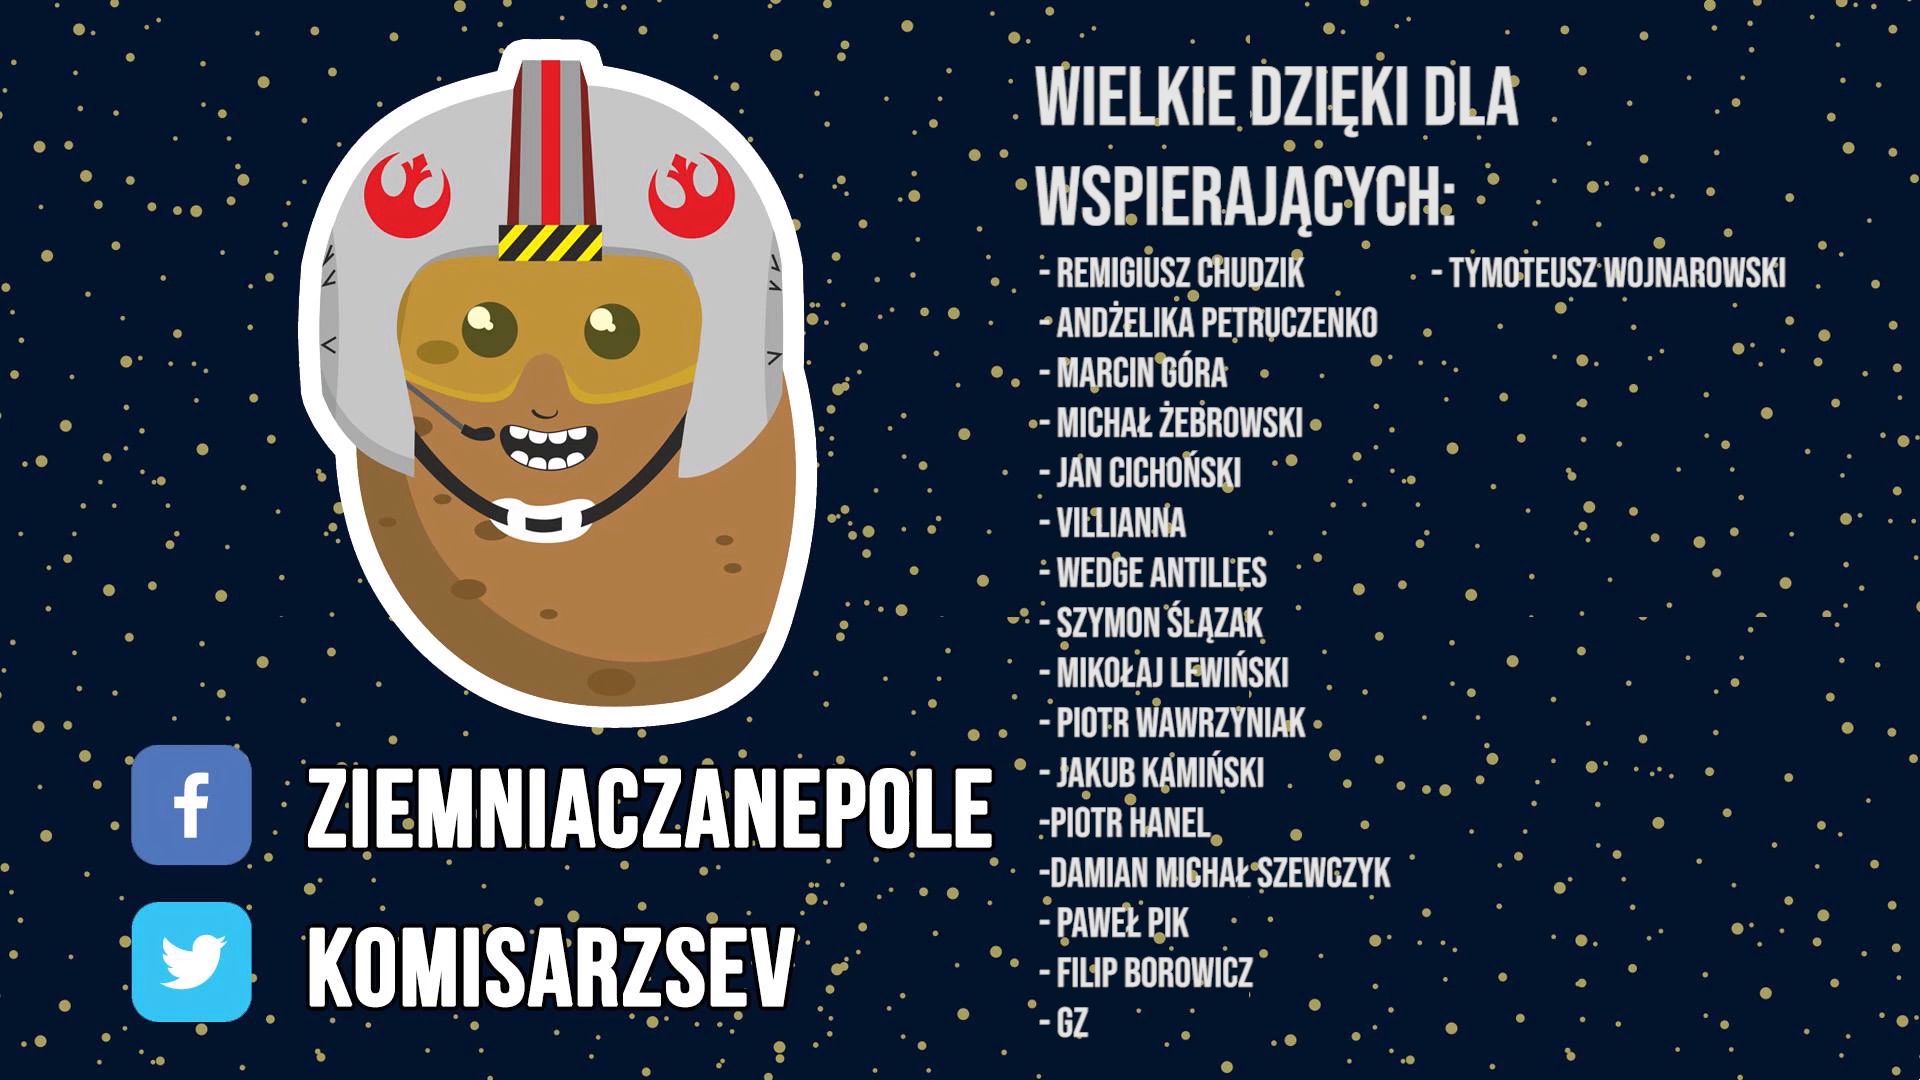 WIELKIE DZIĘKI DLA
WSPIERAJĄCYCH:
- REMIGIUSZ CHUDZIK
- ANDŻELIKA PETRUCZENKO
- MARCIN GÓRA
- MICHAŁ ŻEBROWSKI
- JAN CICHOŃSKI
- VILLIANNA
- WEDGE ANTILLES
- SZYMON ŚLĄZAK
- MIKOŁAJ LEWIŃSKI
- PIOTR WAWRZYNIAK
- JAKUB KAMIŃSKI
-PIOTR HANEL
-DAMIAN MICHAŁ SZEWCZYK
- PAWEŁ PIK
- FILIP BOROWICZ
- GZ
- TYMOTEUSZ WOJNAROWSKI
ZIEMNIACZANEPOLE
KOMISARZSEV